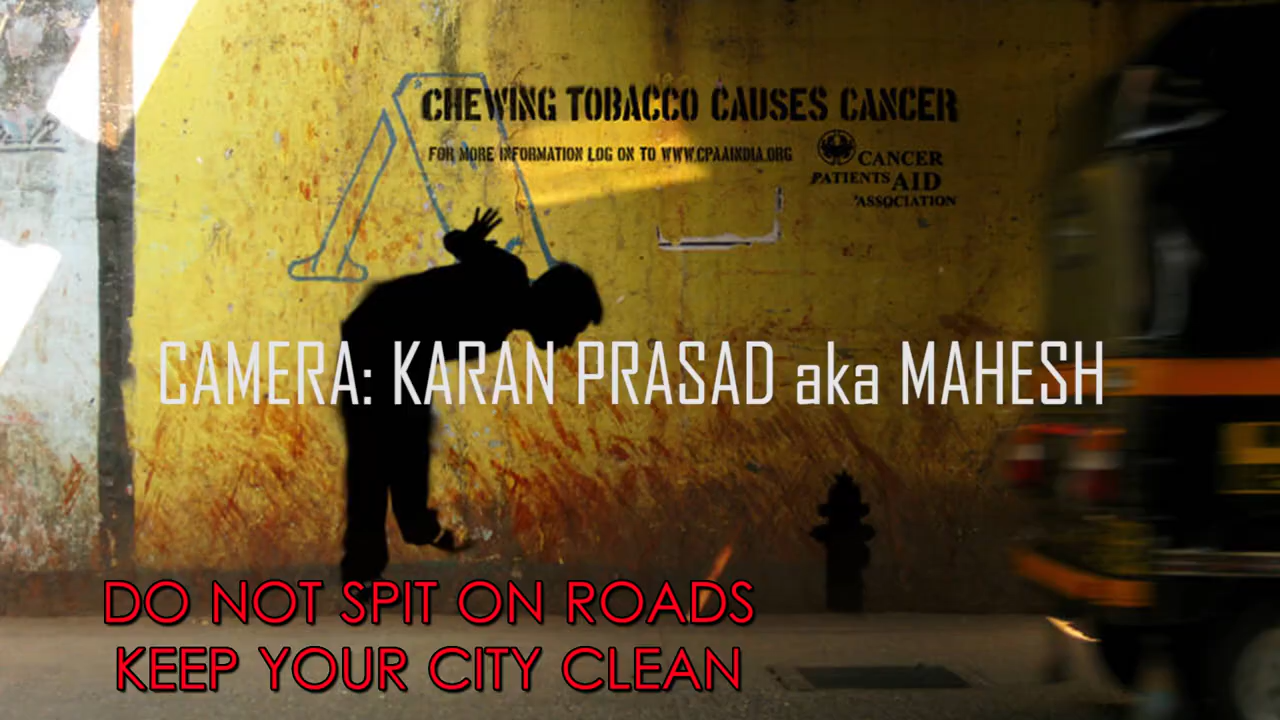 CHEWING TOBACCO CAUSES CANCER
FOR MORE INFORMATION LOG ON TO WWW.CPAAINDIA.ORG
CANCER
PATIENTS AID
ASSOCIATION
CAMERA: KARAN PRASAD aka MAHESH
DO NOT SPIT ON ROADS
KEEP YOUR CITY CLEAN